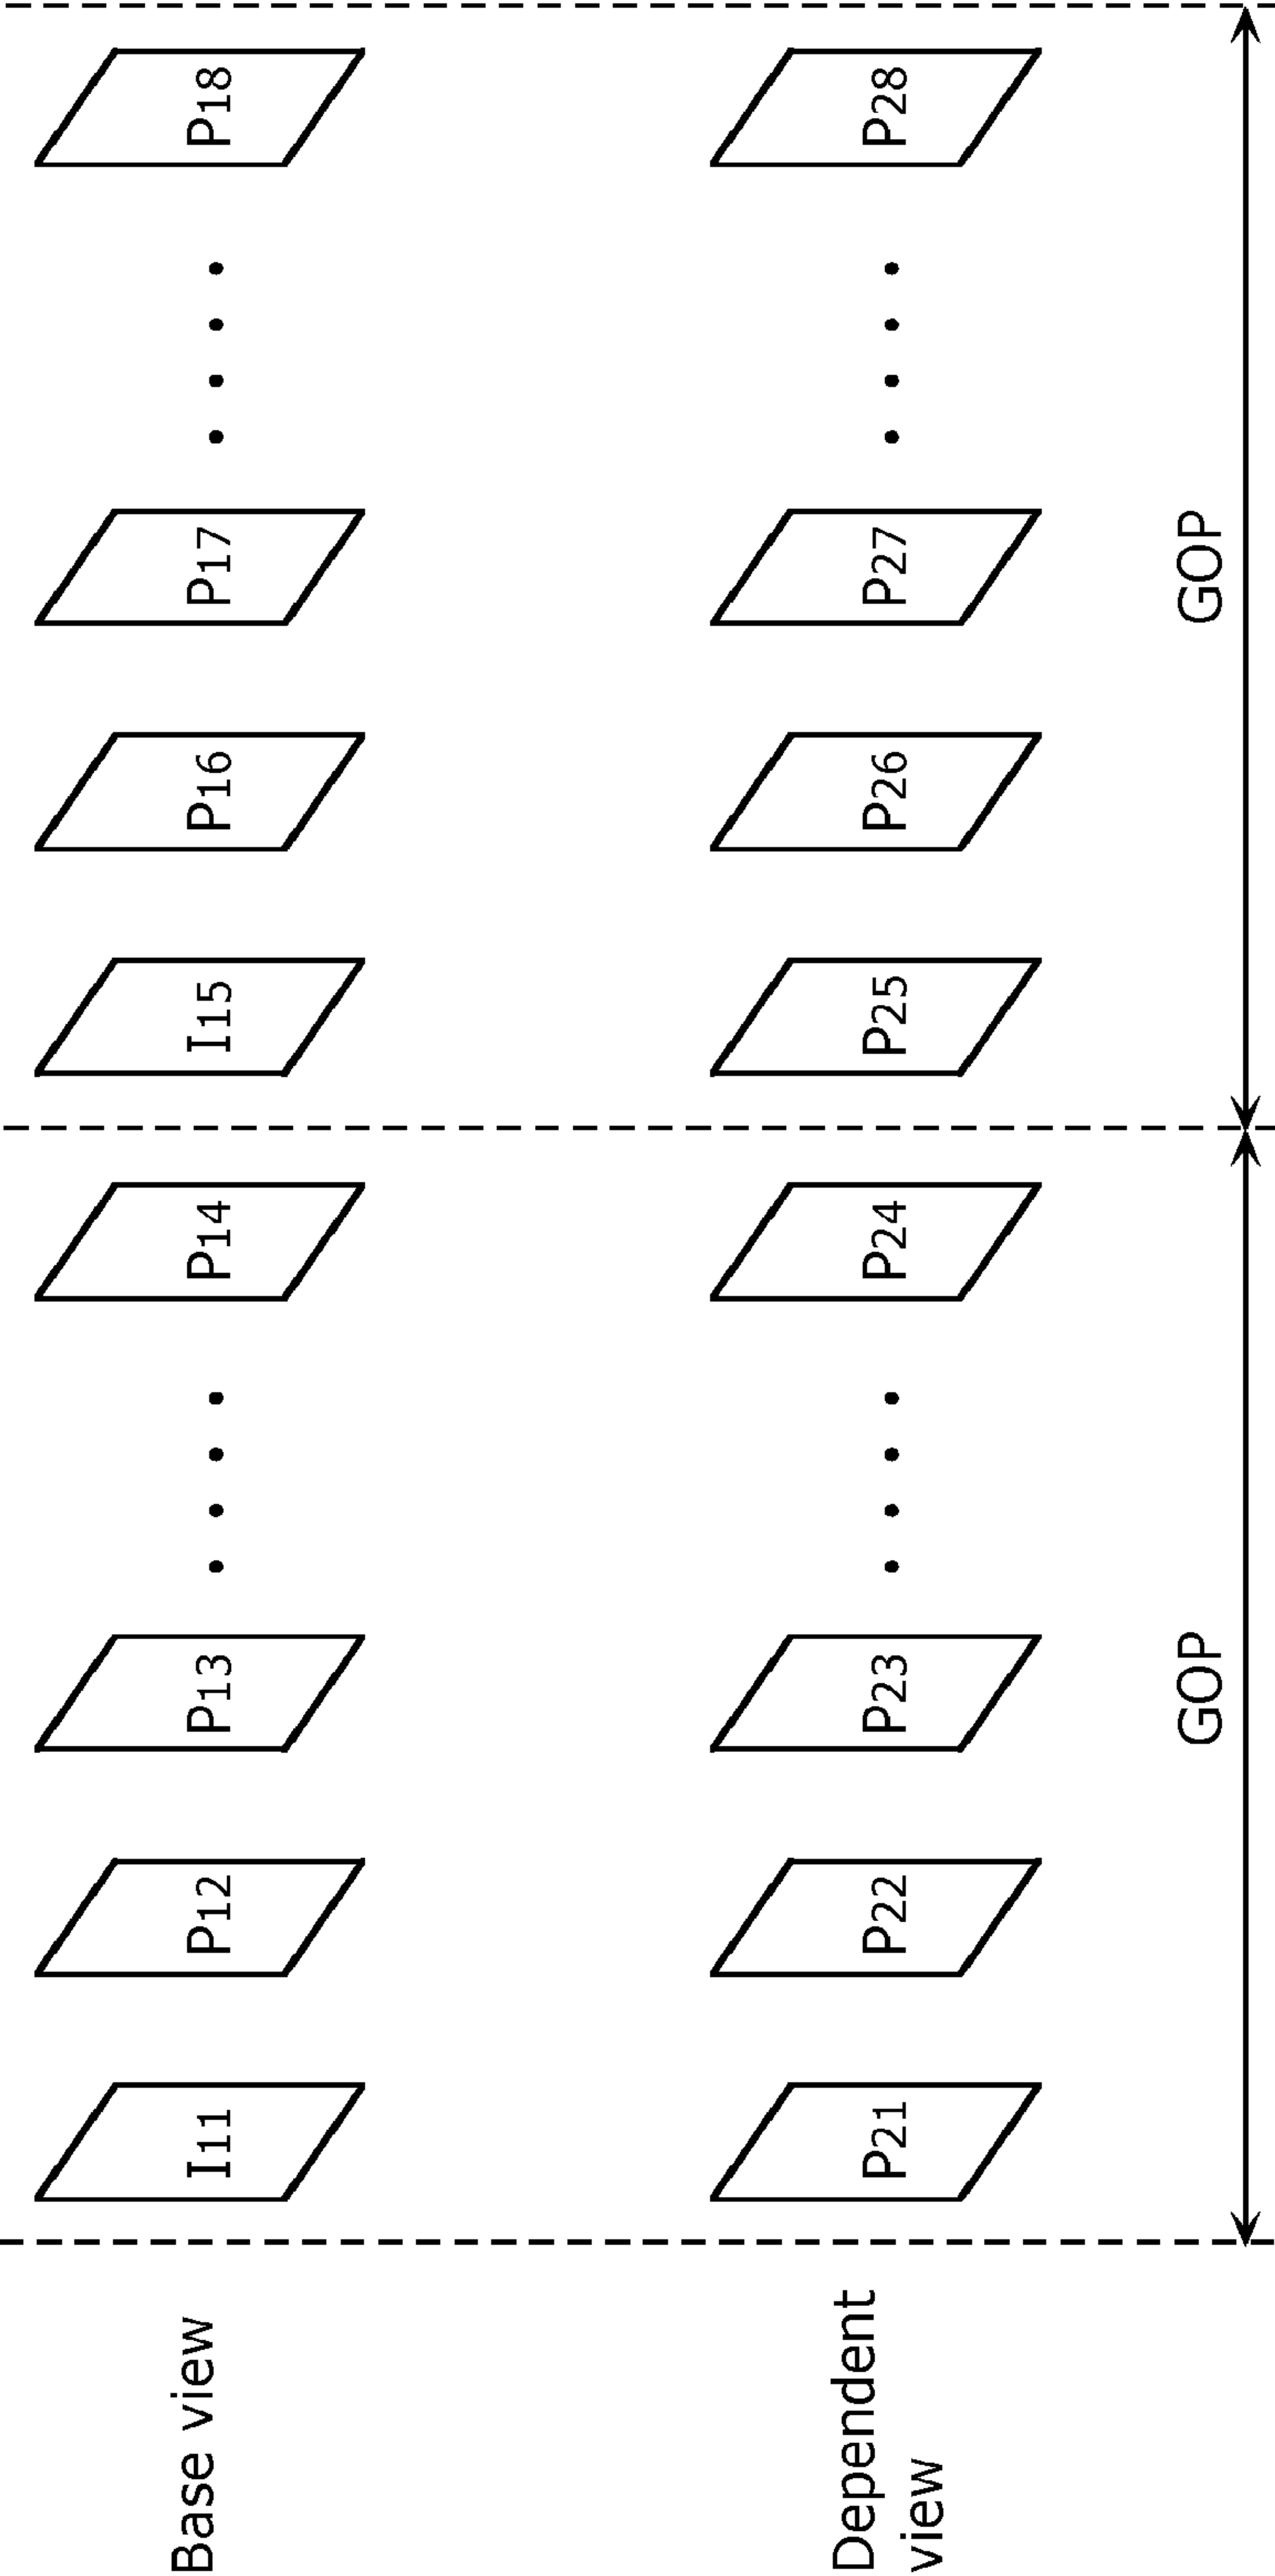 Base view
I11
P12
P13
P14
I15
P16
P17
P18
Dependent
view
P21
P22
P23
P24
P25
P26
P27
P28
GOP
GOP